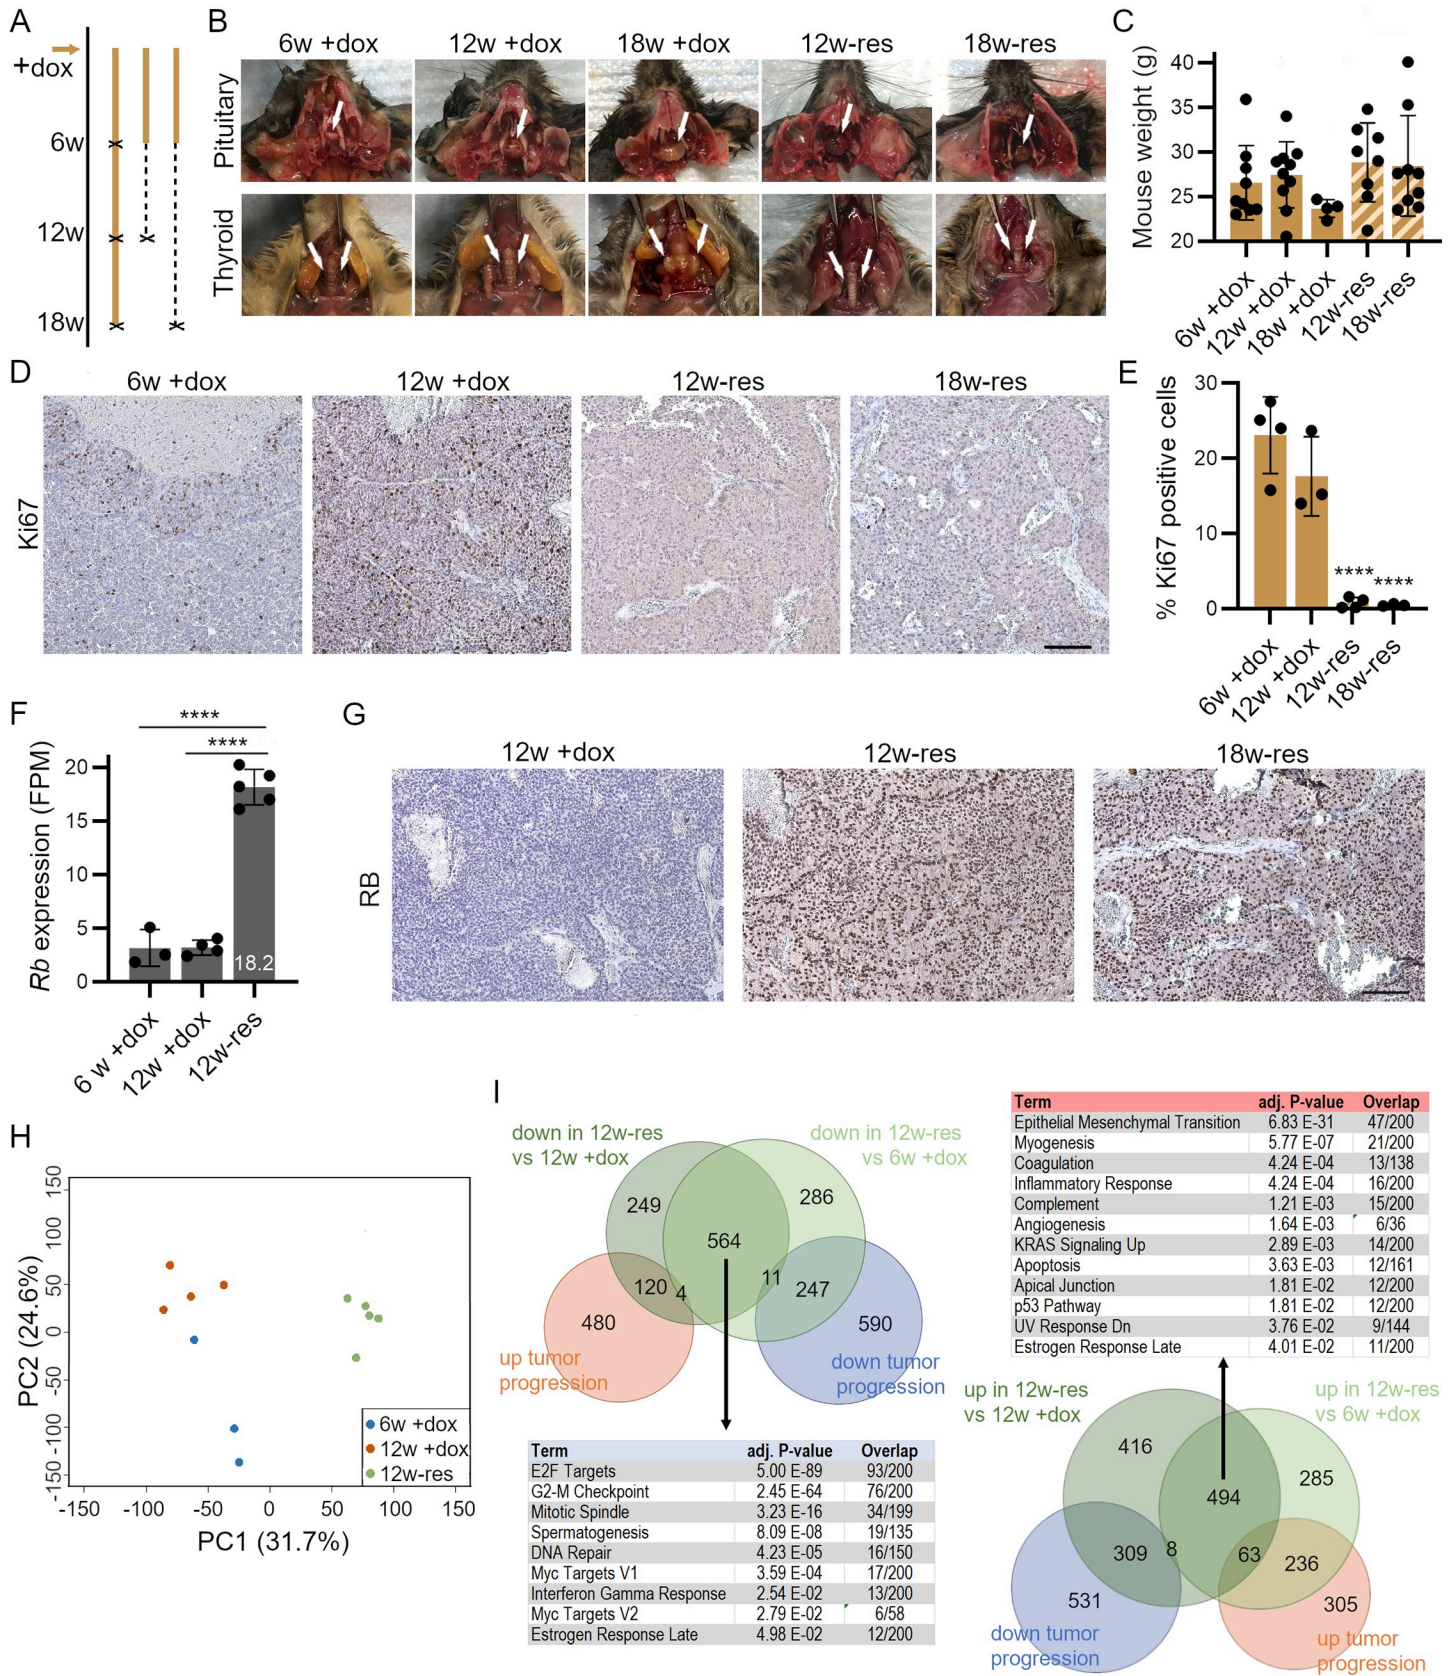 A
+dox
6w
12w
18w
B
6w +dox
12w +dox
18w +dox
12w-res
18w-res
Pituitary
Thyroid
C
Mouse weight (g)
40
35
30
25
20
6w +dox
12w +dox
18w +dox
12w-res
18w-res
D
6w +dox
12w +dox
12w-res
18w-res
Ki67
E
% Ki67 positive cells
30
20
10
0
****
****
6w +dox
12w +dox
12w-res
18w-res
F
Rb expression (FPM)
****
****
20
15
10
5
0
18.2
6 w +dox
12w +dox
12w-res
G
12w +dox
12w-res
18w-res
RB
H
PC2 (24.6%)
150
100
50
0
-50
-100
-150
6w +dox
12w +dox
12w-res
-150 -100 -50 0 50 100 150
PC1 (31.7%)
I
down in 12w-res
vs 12w +dox
down in 12w-res
vs 6w +dox
249
286
564
120
4
11
247
480
590
up tumor
progression
down tumor
progression
Term adj. P-value Overlap
E2F Targets 5.00 E-89 93/200
G2-M Checkpoint 2.45 E-64 76/200
Mitotic Spindle 3.23 E-16 34/199
Spermatogenesis 8.09 E-08 19/135
DNA Repair 4.23 E-05 16/150
Myc Targets V1 3.59 E-04 17/200
Interferon Gamma Response 2.54 E-02 13/200
Myc Targets V2 2.79 E-02 6/58
Estrogen Response Late 4.98 E-02 12/200
Term adj. P-value Overlap
Epithelial Mesenchymal Transition 6.83 E-31 47/200
Myogenesis 5.77 E-07 21/200
Coagulation 4.24 E-04 13/138
Inflammatory Response 4.24 E-04 16/200
Complement 1.21 E-03 15/200
Angiogenesis 1.64 E-03 6/36
KRAS Signaling Up 2.89 E-03 14/200
Apoptosis 3.63 E-03 12/161
Apical Junction 1.81 E-02 12/200
p53 Pathway 1.81 E-02 12/200
UV Response Dn 3.76 E-02 9/144
Estrogen Response Late 4.01 E-02 11/200
up in 12w-res
vs 12w +dox
up in 12w-res
vs 6w +dox
416
285
494
309
8
63
236
531
305
down tumor
progression
up tumor
progression